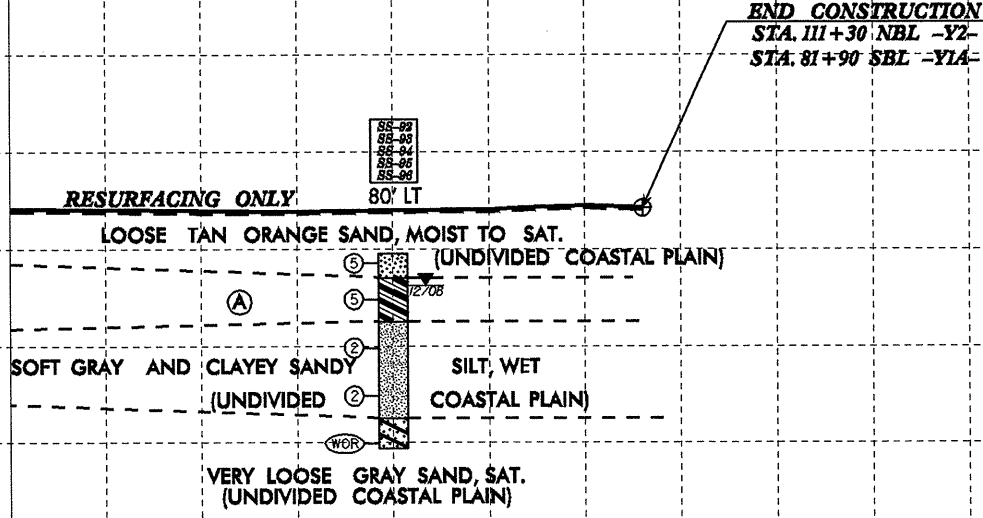 END CONSTRUCTION
STA. 111+30 NBL -Y2-
STA. 81+90 SBL -Y1A-
SS-92
SS-93
SS-94
SS-95
SS-96
80' LT
RESURFACING ONLY
LOOSE TAN ORANGE SAND, MOIST TO SAT.
(UNDIVIDED COASTAL PLAIN)
5
12/08
A
5
2
SOFT GRAY AND CLAYEY SANDY SILT, WET
(UNDIVIDED COASTAL PLAIN)
2
WOR
VERY LOOSE GRAY SAND, SAT.
(UNDIVIDED COASTAL PLAIN)